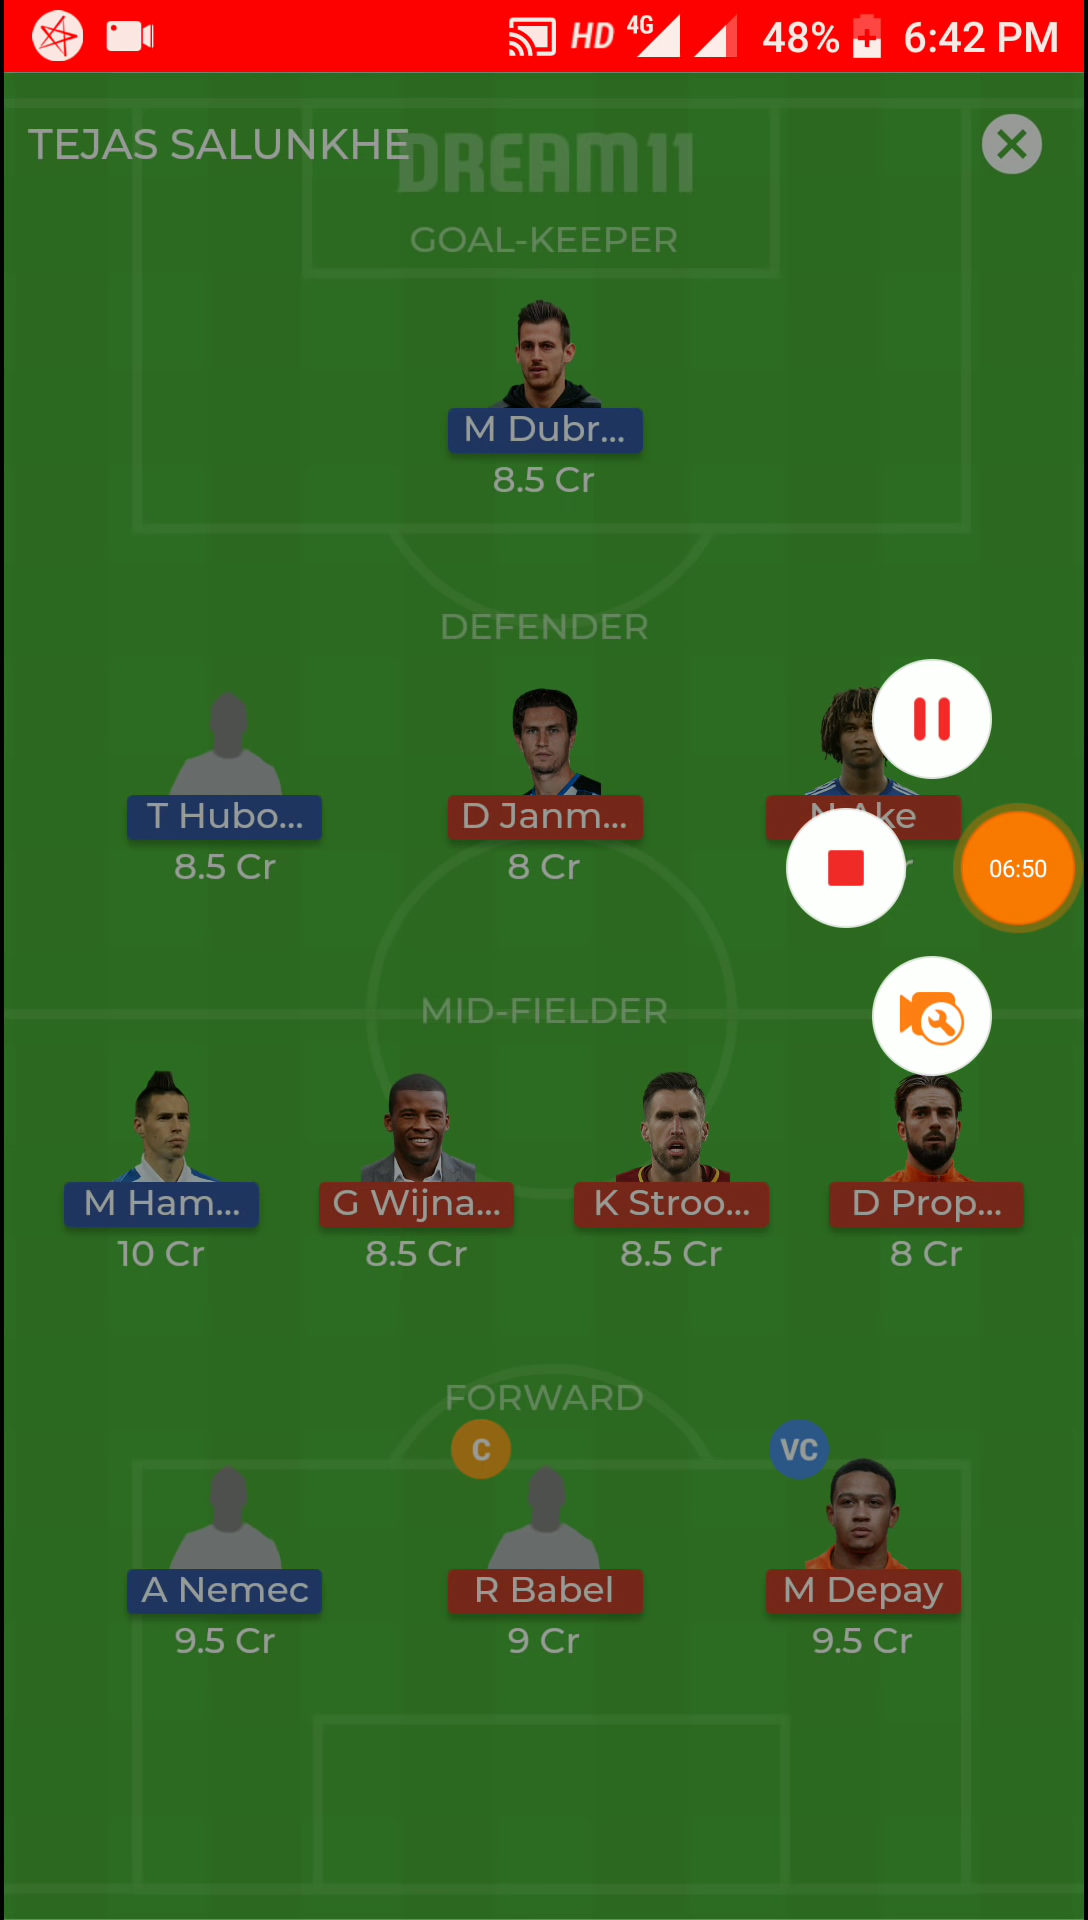 HD 4G 48% 6:42 PM
TEJAS SALUNKHE
DREAM11
GOAL-KEEPER
M Dubr...
8.5 Cr
DEFENDER
T Hubo... D Janm... Ake
8.5 Cr 8 Cr
06:50
MID-FIELDER
M Ham... G Wijna... K Stroo... D Prop...
10 Cr 8.5 Cr 8.5 Cr 8 Cr
FORWARD
C VC
A Nemec R Babel M Depay
9.5 Cr 9 Cr 9.5 Cr